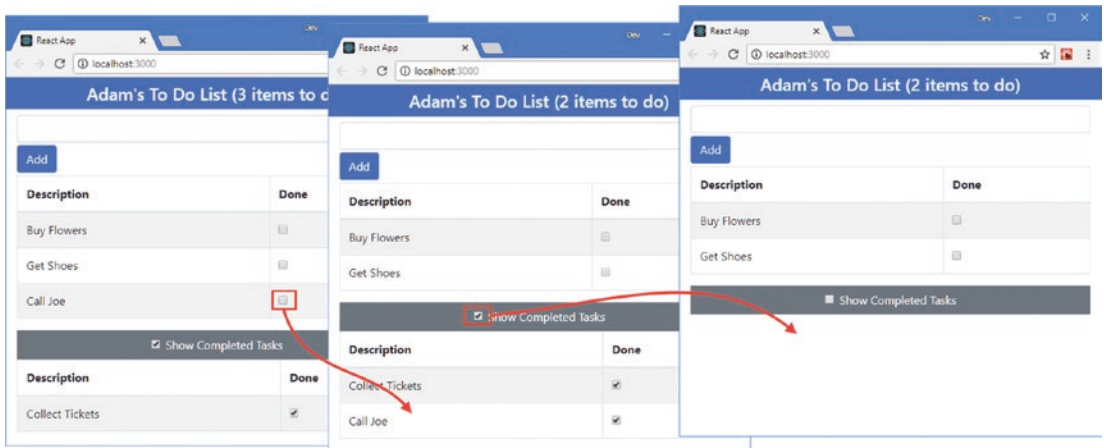 Dev
React App
localhost:3000
Adam's To Do List (3 items to d
Add
Description Done
Buy Flowers
Get Shoes
Call Joe
Show Completed Tasks
Description Done
Collect Tickets
Dev
React App
localhost:3000
Adam's To Do List (2 items to do)
Add
Description Done
Buy Flowers
Get Shoes
Show Completed Tasks
Description Done
Collect Tickets
Call Joe
Dev
React App
localhost:3000
Adam's To Do List (2 items to do)
Add
Description Done
Buy Flowers
Get Shoes
Show Completed Tasks